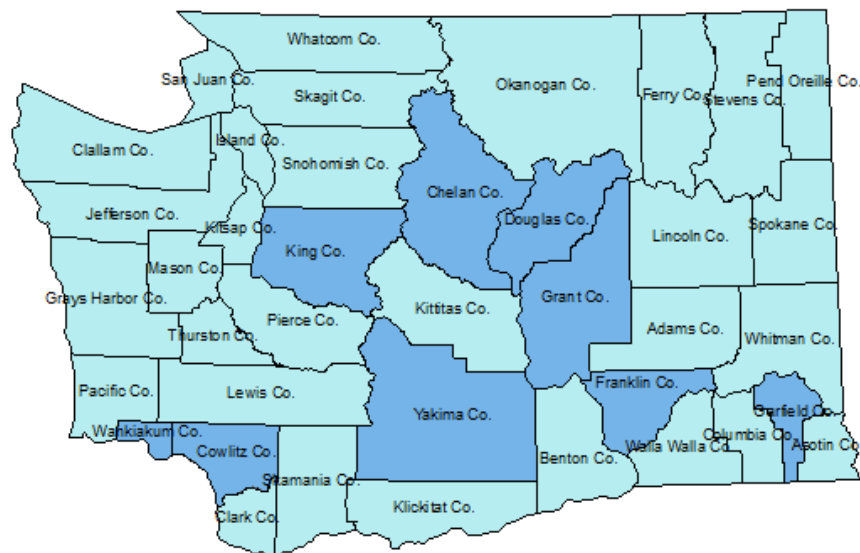 Whatcom Co.
San Juan Co.
Skagit Co.
Okanogan Co.
Ferry Co.
Stevens Co.
Pend Oreille Co.
Island Co.
Clallam Co.
Snohomish Co.
Chelan Co.
Jefferson Co.
Kitsap Co.
Douglas Co.
Lincoln Co.
Spokane Co.
King Co.
Mason Co.
Grays Harbor Co.
Grant Co.
Kittitas Co.
Pierce Co.
Thurston Co.
Adams Co.
Whitman Co.
Pacific Co.
Lewis Co.
Franklin Co.
Yakima Co.
Garfield Co.
Wahkiakum Co.
Columbia Co.
Walla Walla Co.
Asotin Co.
Cowlitz Co.
Benton Co.
Skamania Co.
Klickitat Co.
Clark Co.